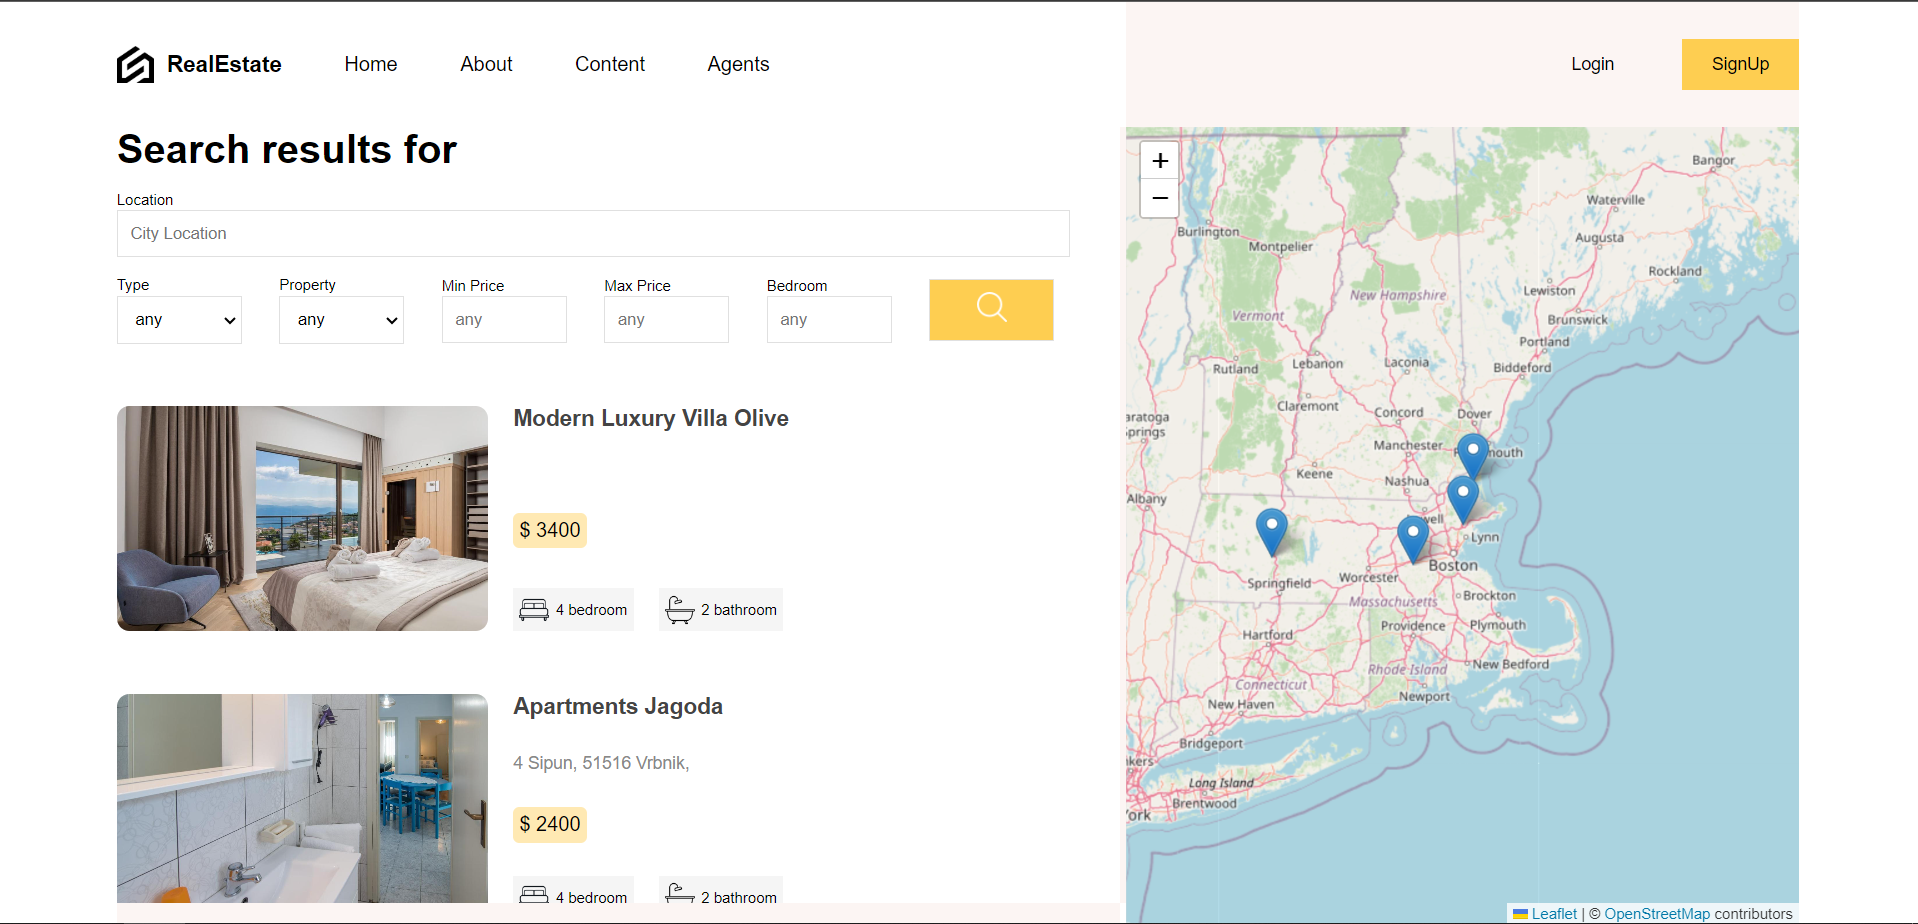 RealEstate
Home
About
Content
Agents
Login
SignUp
Search results for
Location
City Location
Type
Property
Min Price
Max Price
Bedroom
any
any
any
any
any
Modern Luxury Villa Olive
$ 3400
4 bedroom
2 bathroom
Apartments Jagoda
4 Sipun, 51516 Vrbnik,
$ 2400
4 bedroom
2 bathroom
+
−
Bangor
Waterville
Burlington
Montpelier
Augusta
Rockland
Lewiston
New Hampshire
Vermont
Brunswick
Portland
Rutland
Lebanon
Laconia
Biddeford
Claremont
Concord
Dover
aratoga
prings
Manchester
mouth
Keene
Nashua
Albany
well
Lynn
Boston
Springfield
Worcester
Massachusetts
Brockton
Providence
Plymouth
Hartford
Rhode Island
New Bedford
Connecticut
Newport
New Haven
Bridgeport
nkers
Long Island
Brentwood
York
Leaflet | © OpenStreetMap contributors